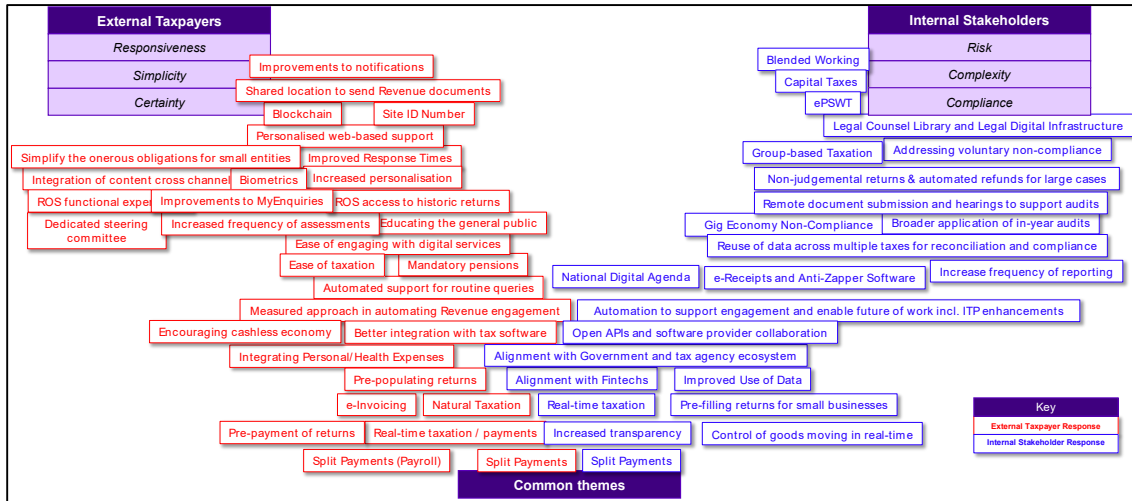 External Taxpayers
Responsiveness
Simplicity
Certainty
Internal Stakeholders
Risk
Complexity
Compliance
Improvements to notifications
Shared location to send Revenue documents
Blockchain
Site ID Number
Personalised web-based support
Simplify the onerous obligations for small entities
Improved Response Times
Integration of content cross channel
Biometrics
Increased personalisation
ROS functional expe
Improvements to MyEnquiries
ROS access to historic returns
Dedicated steering
committee
Increased frequency of assessments
Educating the general public
Ease of engaging with digital services
Ease of taxation
Mandatory pensions
Automated support for routine queries
Measured approach in automating Revenue engagement
Encouraging cashless economy
Better integration with tax software
Integrating Personal/Health Expenses
Pre-populating returns
e-Invoicing
Natural Taxation
Pre-payment of returns
Real-time taxation / payments
Split Payments (Payroll)
Split Payments
Blended Working
Capital Taxes
ePSWT
Legal Counsel Library and Legal Digital Infrastructure
Group-based Taxation
Addressing voluntary non-compliance
Non-judgemental returns & automated refunds for large cases
Remote document submission and hearings to support audits
Gig Economy Non-Compliance
Broader application of in-year audits
Reuse of data across multiple taxes for reconciliation and compliance
National Digital Agenda
e-Receipts and Anti-Zapper Software
Increase frequency of reporting
Automation to support engagement and enable future of work incl. ITP enhancements
Open APIs and software provider collaboration
Alignment with Government and tax agency ecosystem
Alignment with Fintechs
Improved Use of Data
Real-time taxation
Pre-filling returns for small businesses
Increased transparency
Control of goods moving in real-time
Split Payments
Common themes
Key
External Taxpayer Response
Internal Stakeholder Response